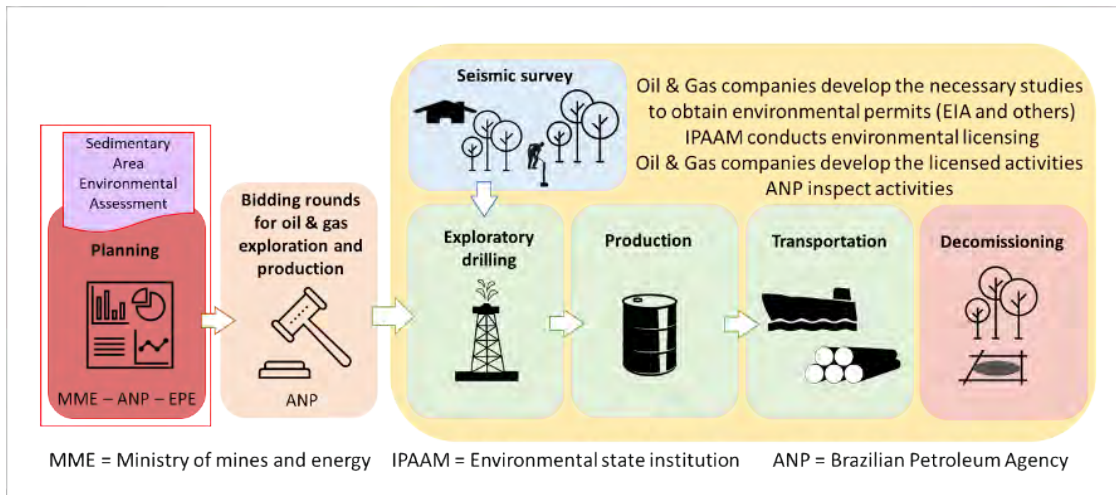 Sedimentary
Area
Environmental
Assessment
Planning
MME – ANP – EPE
Bidding rounds
for oil & gas
exploration and
production
ANP
Seismic survey
Oil & Gas companies develop the necessary studies
to obtain environmental permits (EIA and others)
IPAAM conducts environmental licensing
Oil & Gas companies develop the licensed activities
ANP inspect activities
Exploratory
drilling
Production
Transportation
Decomissioning
MME = Ministry of mines and energy
IPAAM = Environmental state institution
ANP = Brazilian Petroleum Agency